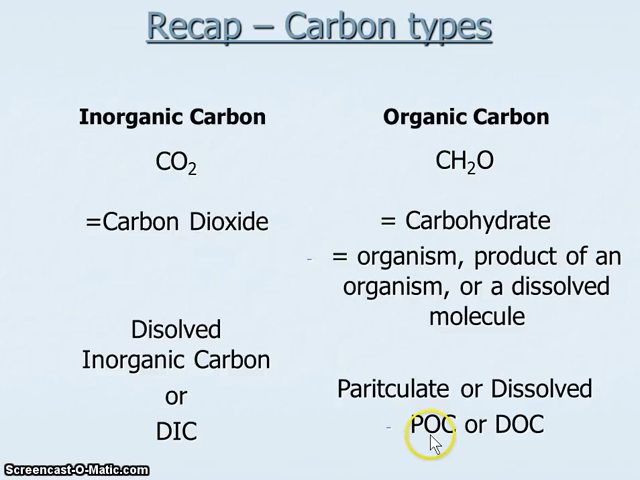 Recap – Carbon types
Inorganic Carbon
CO₂
=Carbon Dioxide
Disolved
Inorganic Carbon
or
DIC
Organic Carbon
CH₂O
= Carbohydrate
- = organism, product of an
organism, or a dissolved
molecule
Paritculate or Dissolved
- POC or DOC
Screencast-O-Matic.com